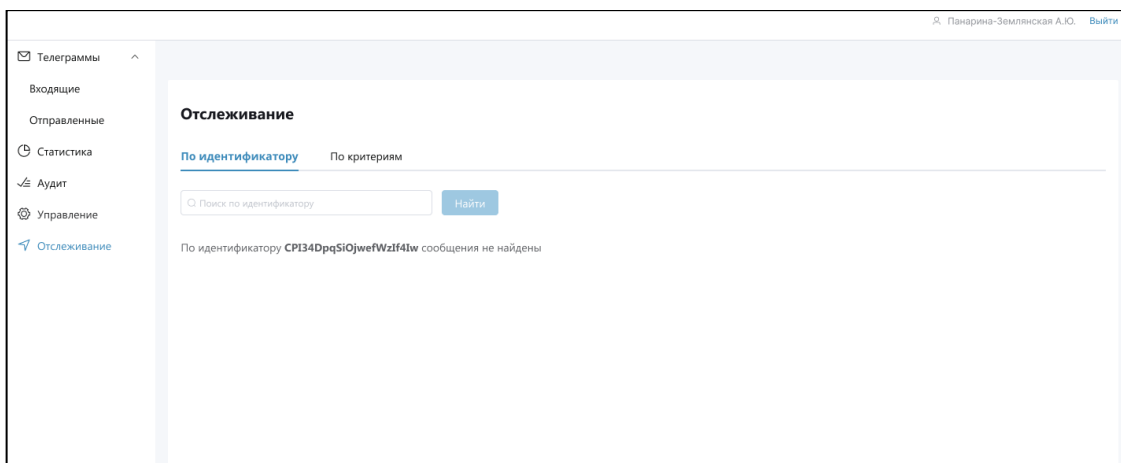 Панарина-Землянская А.Ю. Выйти
Телеграммы
Входящие
Отправленные
Статистика
Аудит
Управление
Отслеживание
Отслеживание
По идентификатору По критериям
Поиск по идентификатору Найти
По идентификатору CPI34DpqSiOjwefWzIf4Iw сообщения не найдены